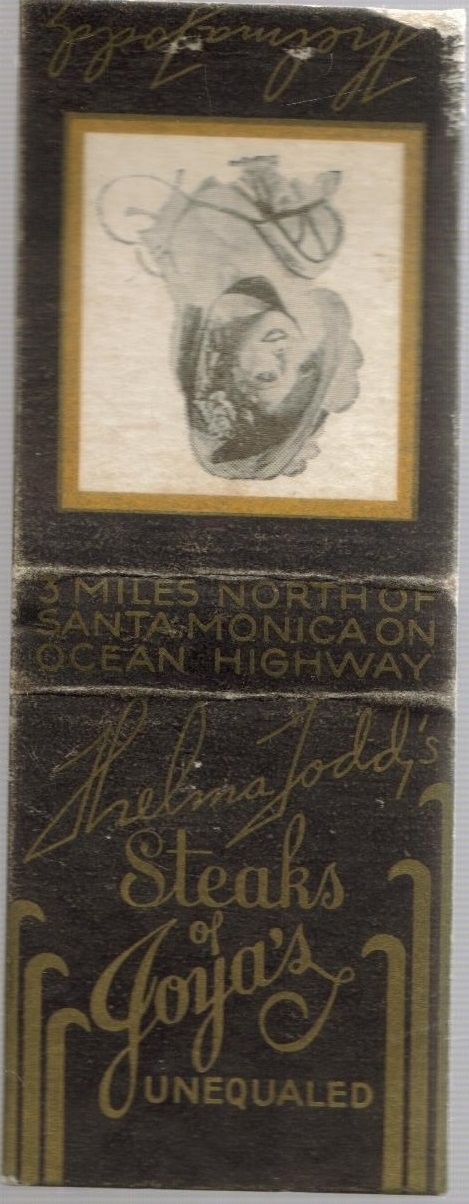 Thelma Todd,
3 MILES NORTH OF
SANTA MONICA ON
OCEAN HIGHWAY
Thelma Todd,'s
Steaks
of
Joya's
UNEQUALED